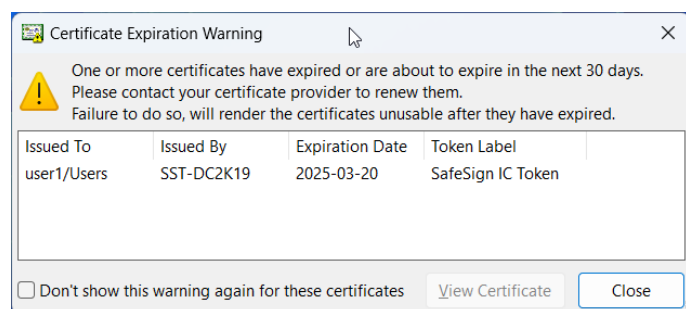 Certificate Expiration Warning
One or more certificates have expired or are about to expire in the next 30 days.
Please contact your certificate provider to renew them.
Failure to do so, will render the certificates unusable after they have expired.
Issued To Issued By Expiration Date Token Label
user1/Users SST-DC2K19 2025-03-20 SafeSign IC Token
Don't show this warning again for these certificates View Certificate Close